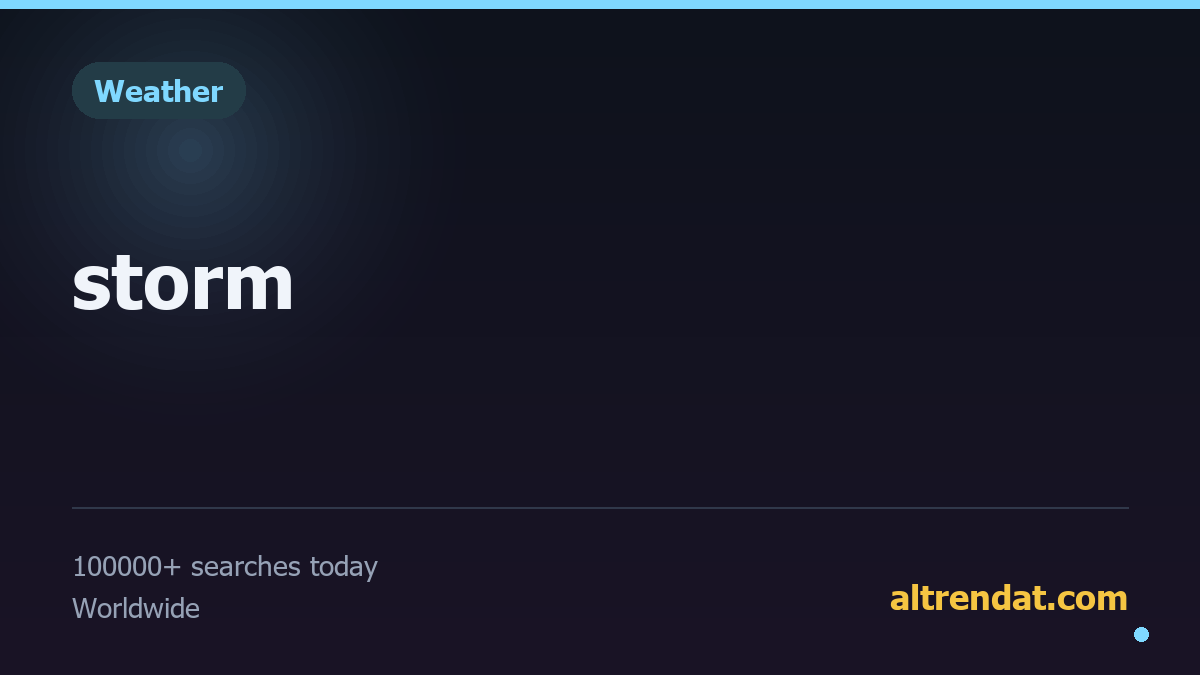 Weather
storm
100000+ searches today
Worldwide
altrendat.com